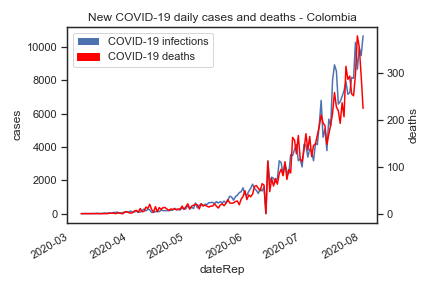 New COVID-19 daily cases and deaths - Colombia
COVID-19 infections
COVID-19 deaths
10000
8000
6000
4000
2000
0
cases
300
200
100
0
deaths
2020-03
2020-04
2020-05
2020-06
2020-07
2020-08
dateRep